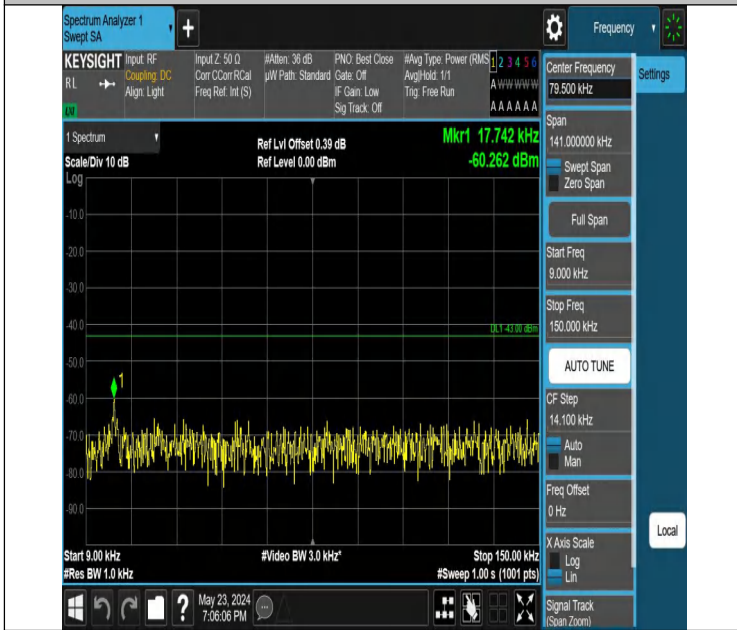 Spectrum Analyzer 1
Swept SA
+
Frequency
KEYSIGHT
RL
Input: RF
Coupling: DC
Align: Light
Input Z: 50 Ω
Corr CCorr RCal
Freq Ref: Int (S)
#Atten: 36 dB
µW Path: Standard
PNO: Best Close
Gate: Off
IF Gain: Low
Sig Track: Off
#Avg Type: Power (RMS
Avg|Hold: 1/1
Trig: Free Run
1 2 3 4 5 6
A W W W W W
A A A A A A
1 Spectrum
Scale/Div 10 dB
Log
Ref Lvl Offset 0.39 dB
Ref Level 0.00 dBm
Mkr1 17.742 kHz
-60.262 dBm
-10.0
-20.0
-30.0
-40.0
DL1 -43.00 dBm
-50.0
1
-60.0
-70.0
-80.0
-90.0
Start 9.00 kHz
#Res BW 1.0 kHz
#Video BW 3.0 kHz*
Stop 150.00 kHz
#Sweep 1.00 s (1001 pts)
?
May 23, 2024
7:06:06 PM
Center Frequency
79.500 kHz
Settings
Span
141.000000 kHz
Swept Span
Zero Span
Full Span
Start Freq
9.000 kHz
Stop Freq
150.000 kHz
AUTO TUNE
CF Step
14.100 kHz
Auto
Man
Freq Offset
0 Hz
X Axis Scale
Log
Lin
Local
Signal Track
(Span Zoom)